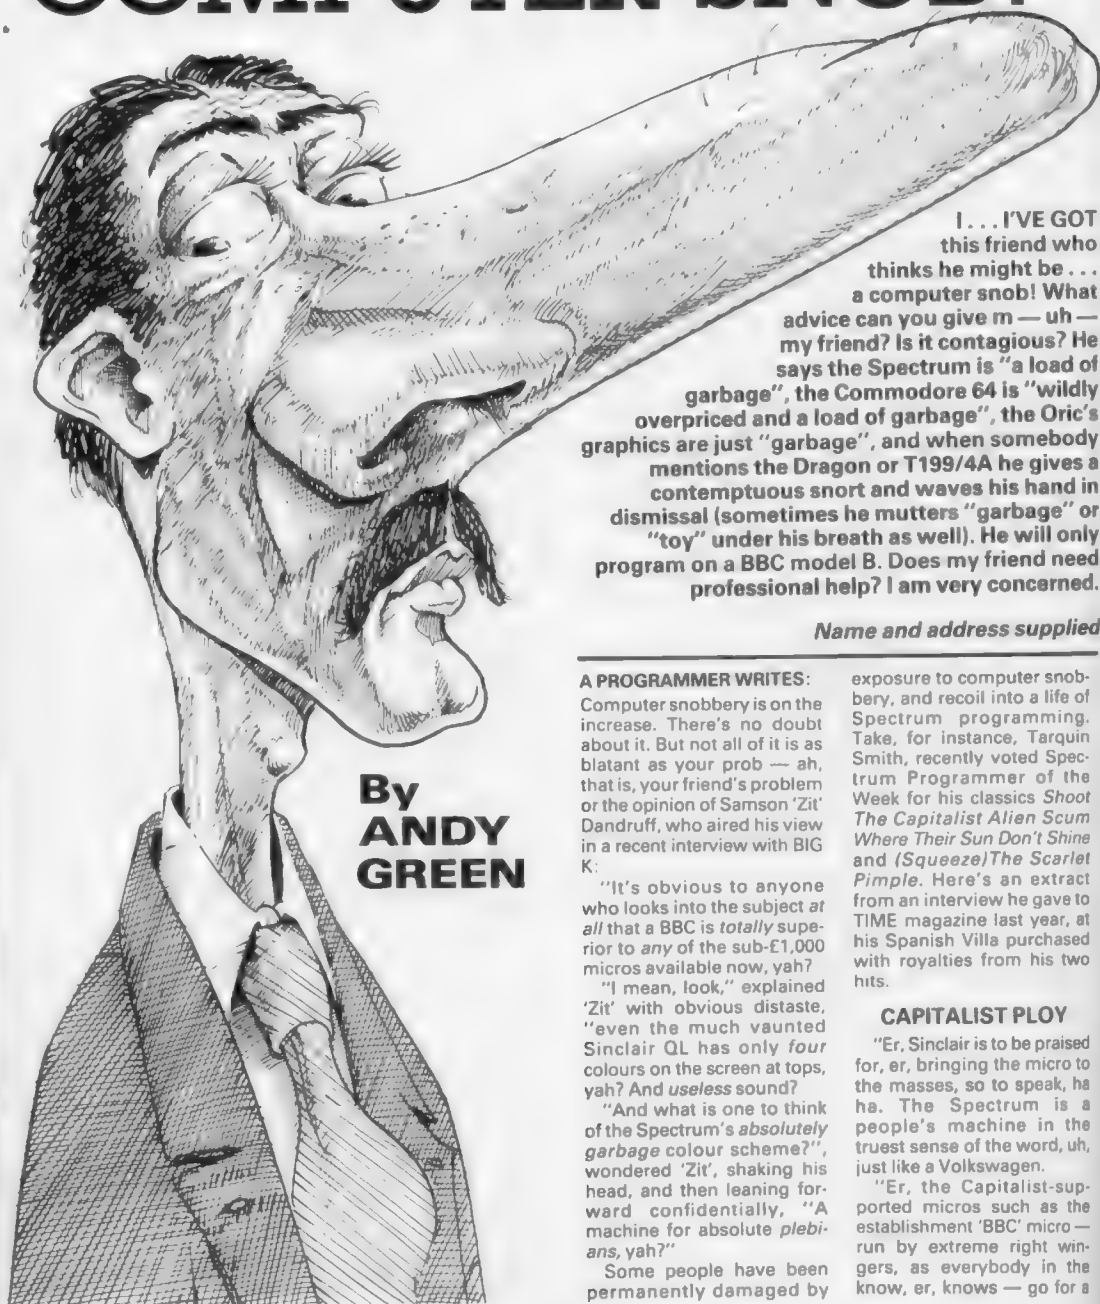 COMPUTER SNOB?
I . . . I'VE GOT
this friend who
thinks he might be . . .
a computer snob! What
advice can you give m — uh —
my friend? Is it contagious? He
says the Spectrum is "a load of
garbage", the Commodore 64 is "wildly
overpriced and a load of garbage", the Oric's
graphics are just "garbage", and when somebody
mentions the Dragon or T199/4A he gives a
contemptuous snort and waves his hand in
dismissal (sometimes he mutters "garbage" or
"toy" under his breath as well). He will only
program on a BBC model B. Does my friend need
professional help? I am very concerned.
Name and address supplied
By
ANDY
GREEN
A PROGRAMMER WRITES:
Computer snobbery is on the
increase. There's no doubt
about it. But not all of it is as
blatant as your prob — ah,
that is, your friend's problem
or the opinion of Samson 'Zit'
Dandruff, who aired his view
in a recent interview with BIG
K:
"It's obvious to anyone
who looks into the subject at
all that a BBC is totally supe-
rior to any of the sub-£1,000
micros available now, yah?
"I mean, look," explained
'Zit' with obvious distaste,
"even the much vaunted
Sinclair QL has only four
colours on the screen at tops,
yah? And useless sound?
"And what is one to think
of the Spectrum's absolutely
garbage colour scheme?",
wondered 'Zit', shaking his
head, and then leaning for-
ward confidentially, "A
machine for absolute plebi-
ans, yah?"
Some people have been
permanently damaged by
exposure to computer snob-
bery, and recoil into a life of
Spectrum programming.
Take, for instance, Tarquin
Smith, recently voted Spec-
trum Programmer of the
Week for his classics Shoot
The Capitalist Alien Scum
Where Their Sun Don't Shine
and (Squeeze)The Scarlet
Pimple. Here's an extract
from an interview he gave to
TIME magazine last year, at
his Spanish Villa purchased
with royalties from his two
hits.
CAPITALIST PLOY
"Er, Sinclair is to be praised
for, er, bringing the micro to
the masses, so to speak, ha
ha. The Spectrum is a
people's machine in the
truest sense of the word, uh,
just like a Volkswagen.
"Er, the Capitalist-sup-
ported micros such as the
establishment 'BBC' micro —
run by extreme right win-
gers, as everybody in the
know, er, knows — go for a